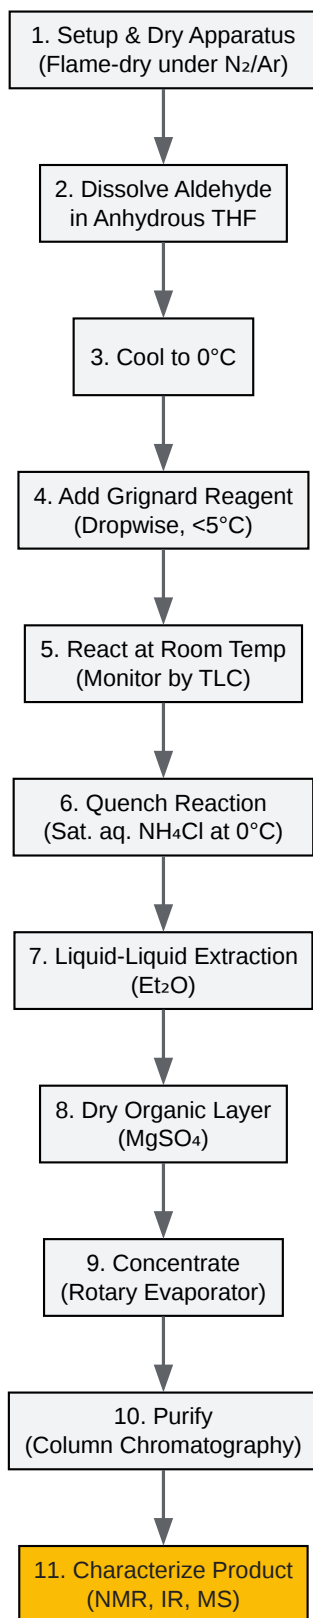 1. Setup & Dry Apparatus
(Flame-dry under N₂/Ar)
2. Dissolve Aldehyde
in Anhydrous THF
3. Cool to 0°C
4. Add Grignard Reagent
(Dropwise, <5°C)
5. React at Room Temp
(Monitor by TLC)
6. Quench Reaction
(Sat. aq. NH₄Cl at 0°C)
7. Liquid-Liquid Extraction
(Et₂O)
8. Dry Organic Layer
(MgSO₄)
9. Concentrate
(Rotary Evaporator)
10. Purify
(Column Chromatography)
11. Characterize Product
(NMR, IR, MS)